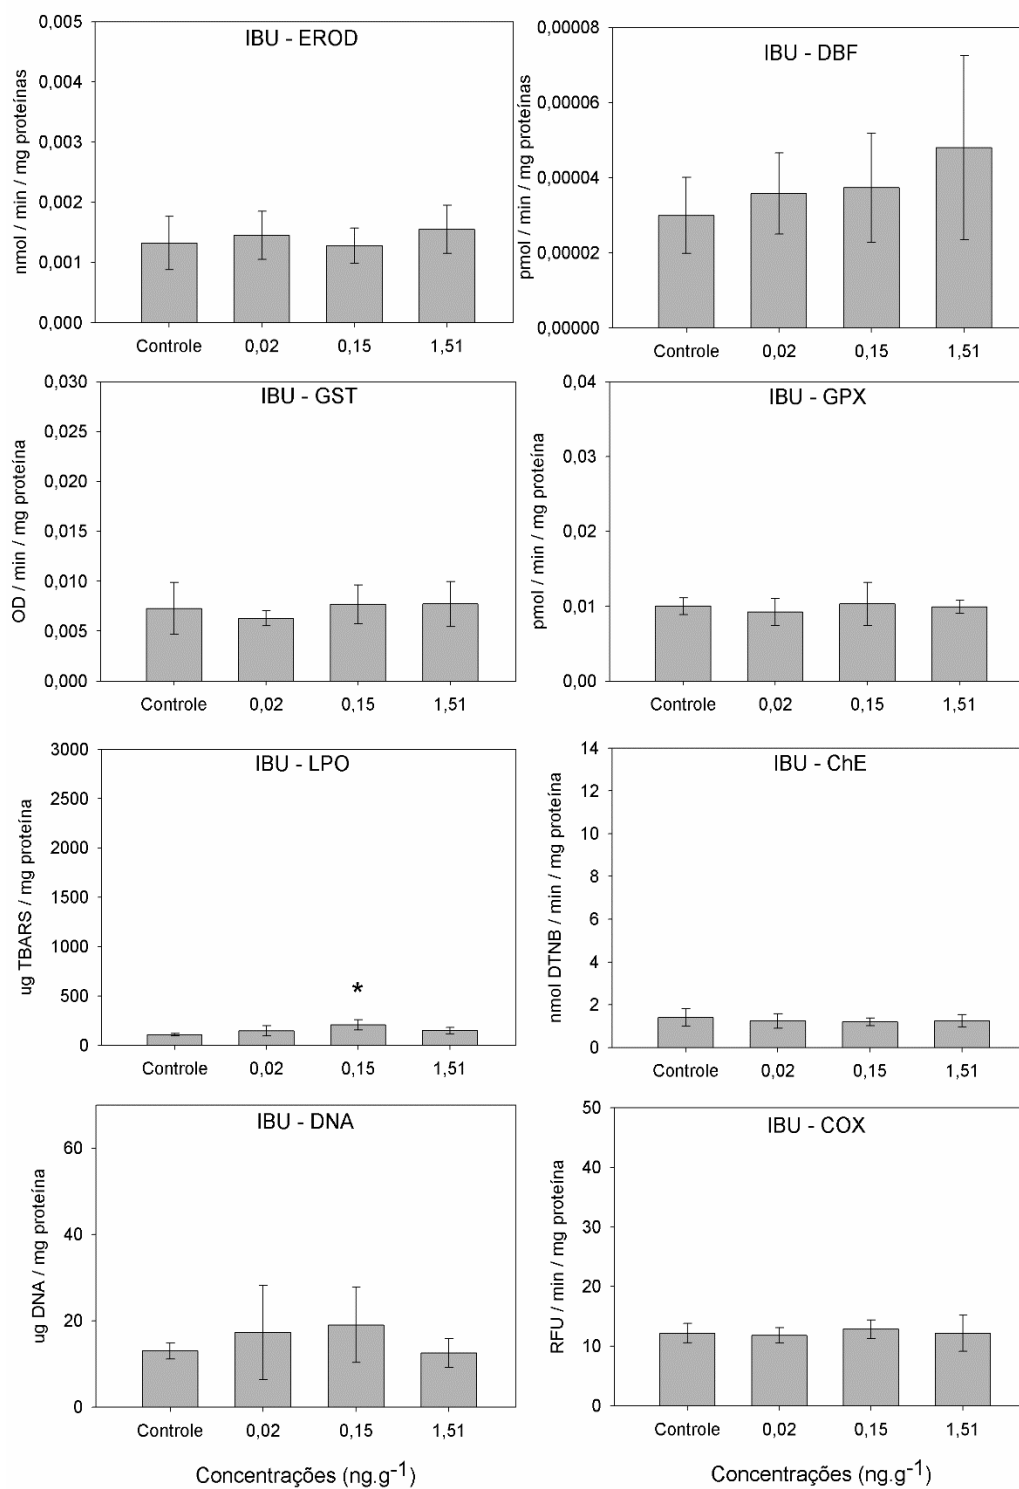 IBU - EROD
nmol / min / mg proteínas
0,005
0,004
0,003
0,002
0,001
0,000
Controle 0,02 0,15 1,51
IBU - DBF
pmol / min / mg proteínas
0,00008
0,00006
0,00004
0,00002
0,00000
Controle 0,02 0,15 1,51
IBU - GST
OD / min / mg proteína
0,030
0,025
0,020
0,015
0,010
0,005
0,000
Controle 0,02 0,15 1,51
IBU - GPX
pmol / min / mg proteína
0,04
0,03
0,02
0,01
0,00
Controle 0,02 0,15 1,51
IBU - LPO
ug TBARS / mg proteína
3000
2500
2000
1500
1000
500
0
*
Controle 0,02 0,15 1,51
IBU - ChE
nmol DTNB / min / mg proteína
14
12
10
8
6
4
2
0
Controle 0,02 0,15 1,51
IBU - DNA
ug DNA / mg proteína
60
40
20
0
Controle 0,02 0,15 1,51
Concentrações (ng.g⁻¹)
IBU - COX
RFU / min / mg proteína
50
40
30
20
10
0
Controle 0,02 0,15 1,51
Concentrações (ng.g⁻¹)